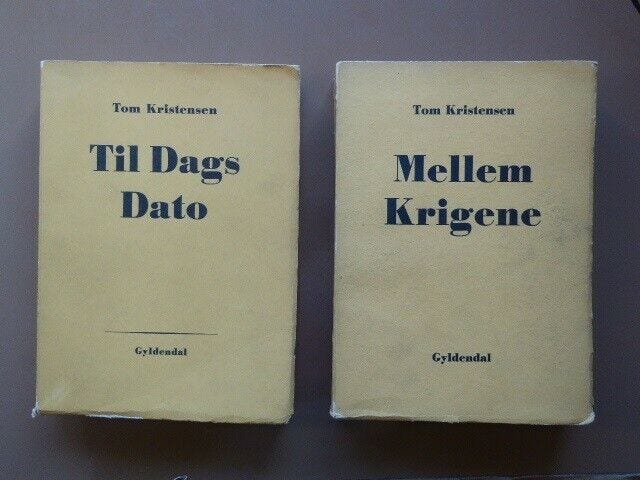 Tom Kristensen
Til Dags
Dato
Gyldendal
Tom Kristensen
Mellem
Krigene
Gyldendal